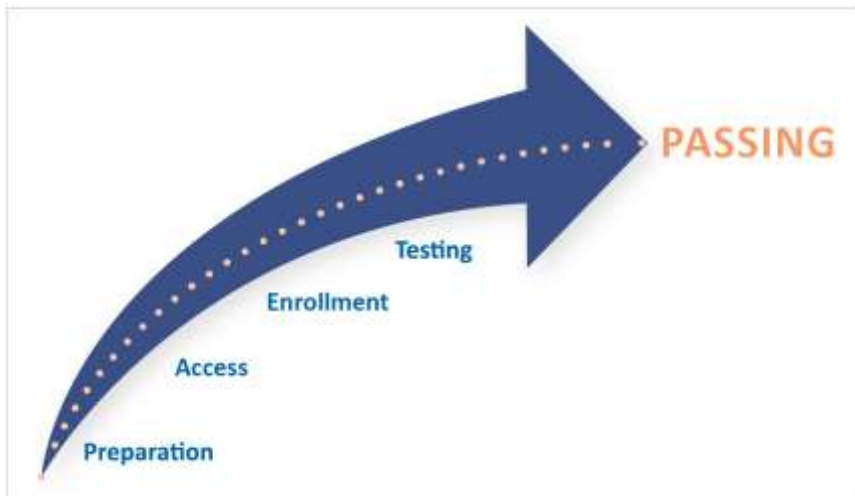 PASSING
Testing
Enrollment
Access
Preparation